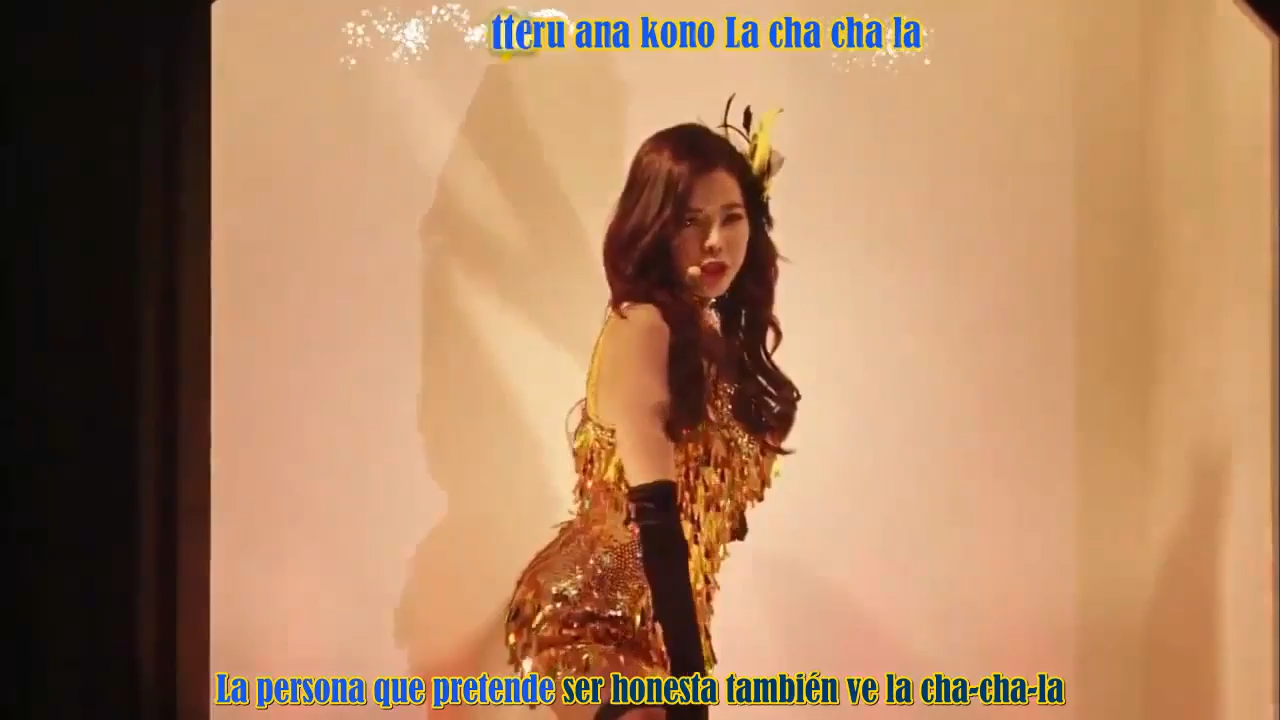 tteru ana kono La cha cha la
La persona que pretende ser honesta también ve la cha-cha-la